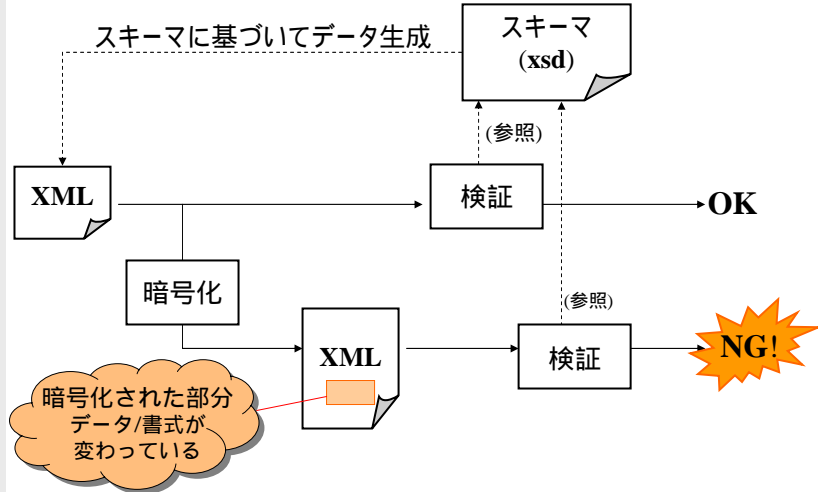 スキーマに基づいてデータ生成
スキーマ
(xsd)
(参照)
XML
検証
OK
暗号化
(参照)
XML
検証
NG!
暗号化された部分
データ/書式が
変わっている